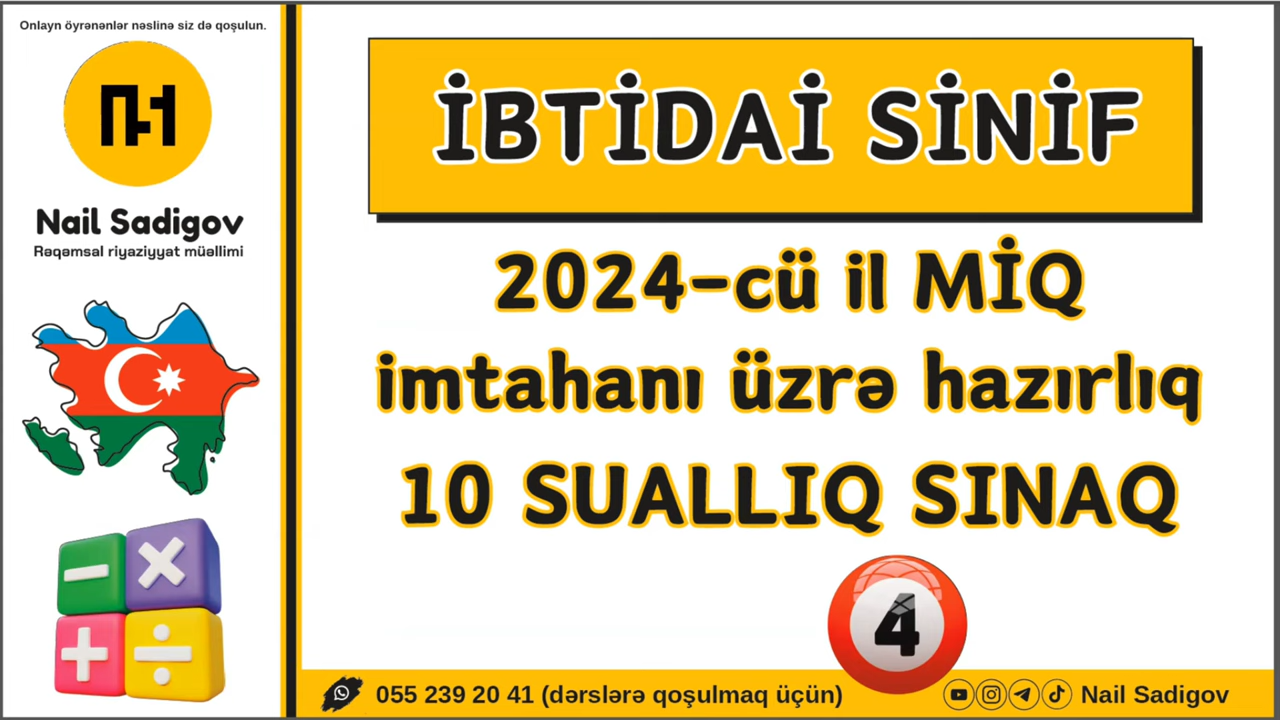 Onlayn öyrənənlər nəslinə siz də qoşulun.
Nail Sadigov
Rəqəmsal riyaziyyat müəllimi
İBTİDAİ SİNİF
2024-cü il MİQ
imtahanı üzrə hazırlıq
10 SUALLIQ SINAQ
4
055 239 20 41 (dərslərə qoşulmaq üçün)
Nail Sadigov